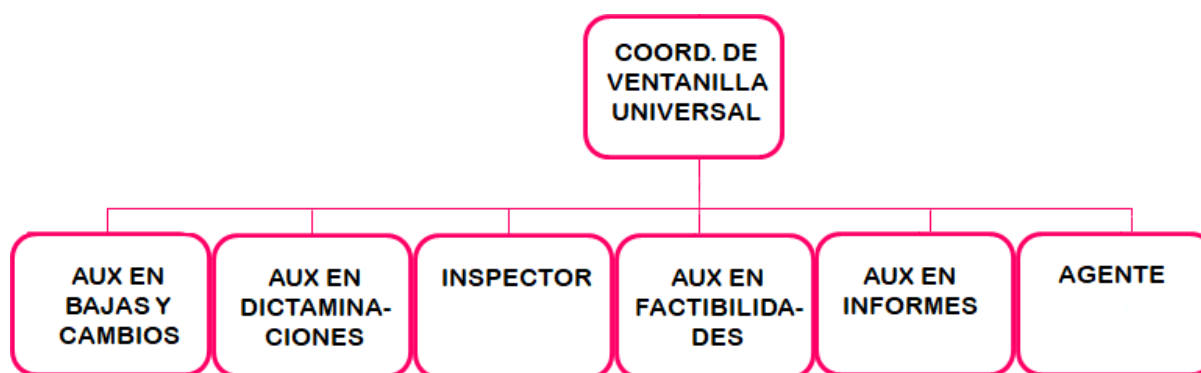 COORD. DE
VENTANILLA
UNIVERSAL
AUX EN
BAJAS Y
CAMBIOS
AUX EN
DICTAMINA-
CIONES
INSPECTOR
AUX EN
FACTIBILIDA-
DES
AUX EN
INFORMES
AGENTE